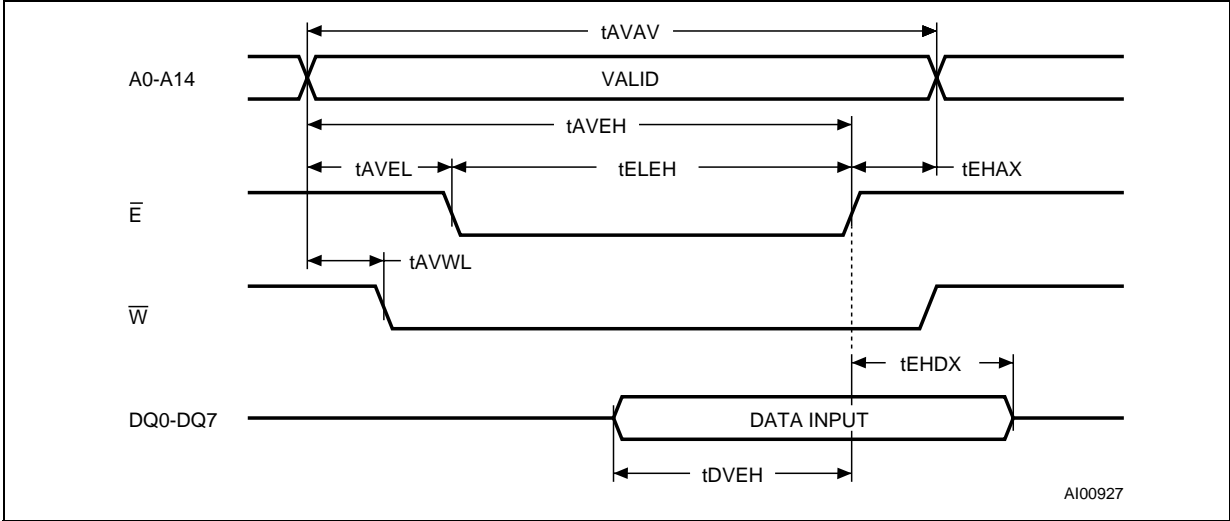 tAVAV
A0-A14
VALID
tAVEH
tAVEL
tELEH
tEHAX
E̅
tAVWL
W̅
tEHDX
DQ0-DQ7
DATA INPUT
tDVEH
AI00927